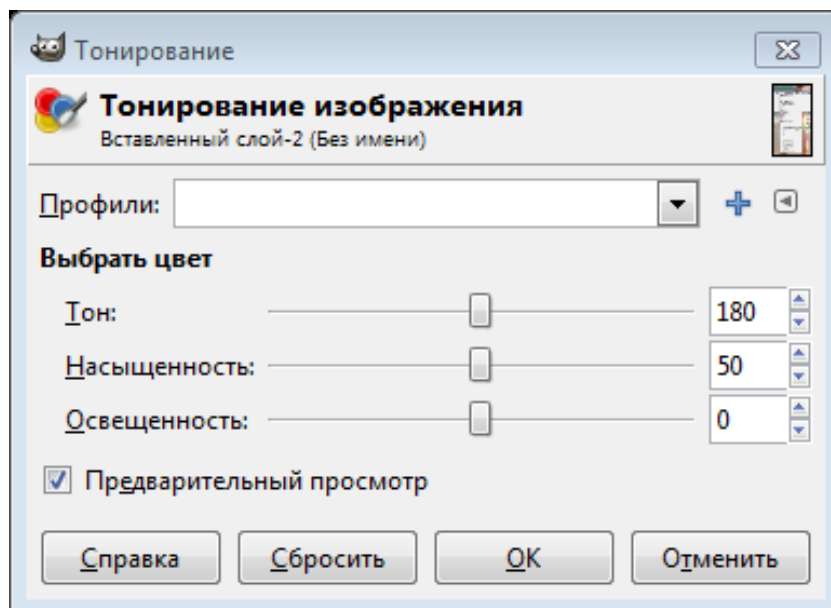 Тонирование
Тонирование изображения
Вставленный слой-2 (Без имени)
Профили:
Выбрать цвет
Тон: 180
Насыщенность: 50
Освещенность: 0
Предварительный просмотр
Справка Сбросить OK Отменить